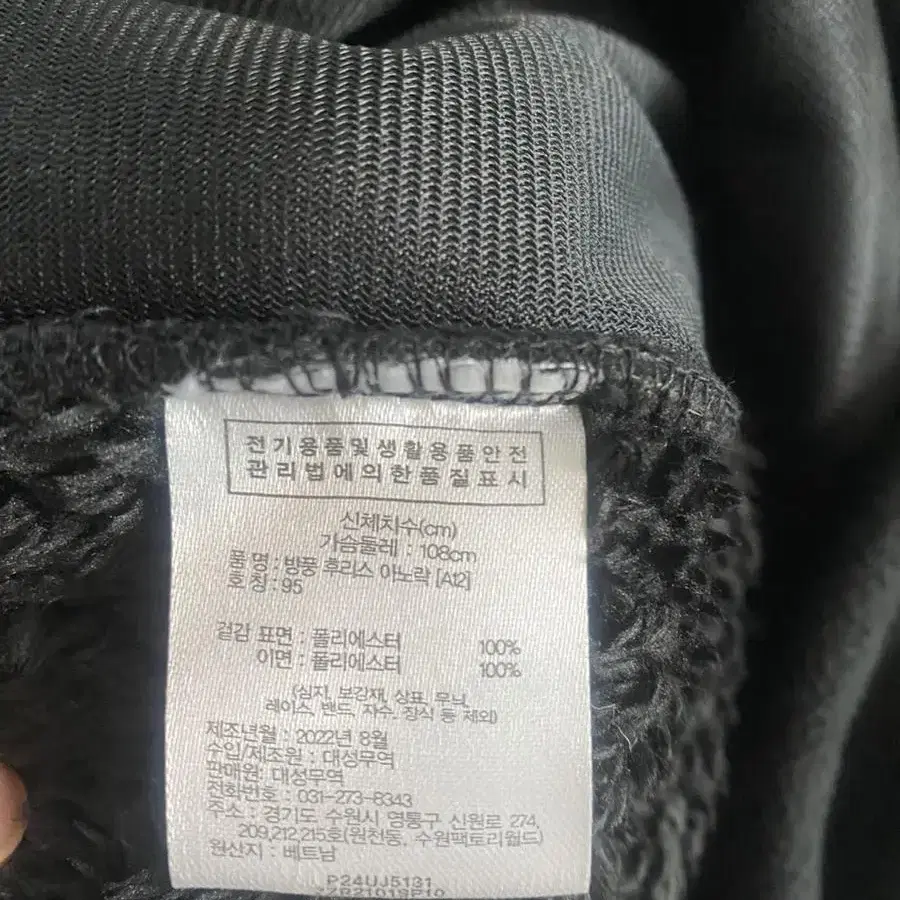 전기용품및생활용품안전
관리법에의한품질표시
신체치수(cm)
가슴둘레 : 108cm
품 명 : 방풍 후리스 아노락 [A12]
호 칭 : 95
겉감 표면 : 폴리에스터 100%
이면 : 폴리에스터 100%
(심지, 보강재, 상표, 무늬,
레이스, 밴드, 자수, 장식 등 제외)
제조년월 : 2022년 8월
수입/제조원 : 대성무역
판매원: 대성무역
전화번호 : 031-273-8343
주소 : 경기도 수원시 영통구 신원로 274,
209,212,215호(원천동, 수원팩토리월드)
원산지 : 베트남
P24UJ5131